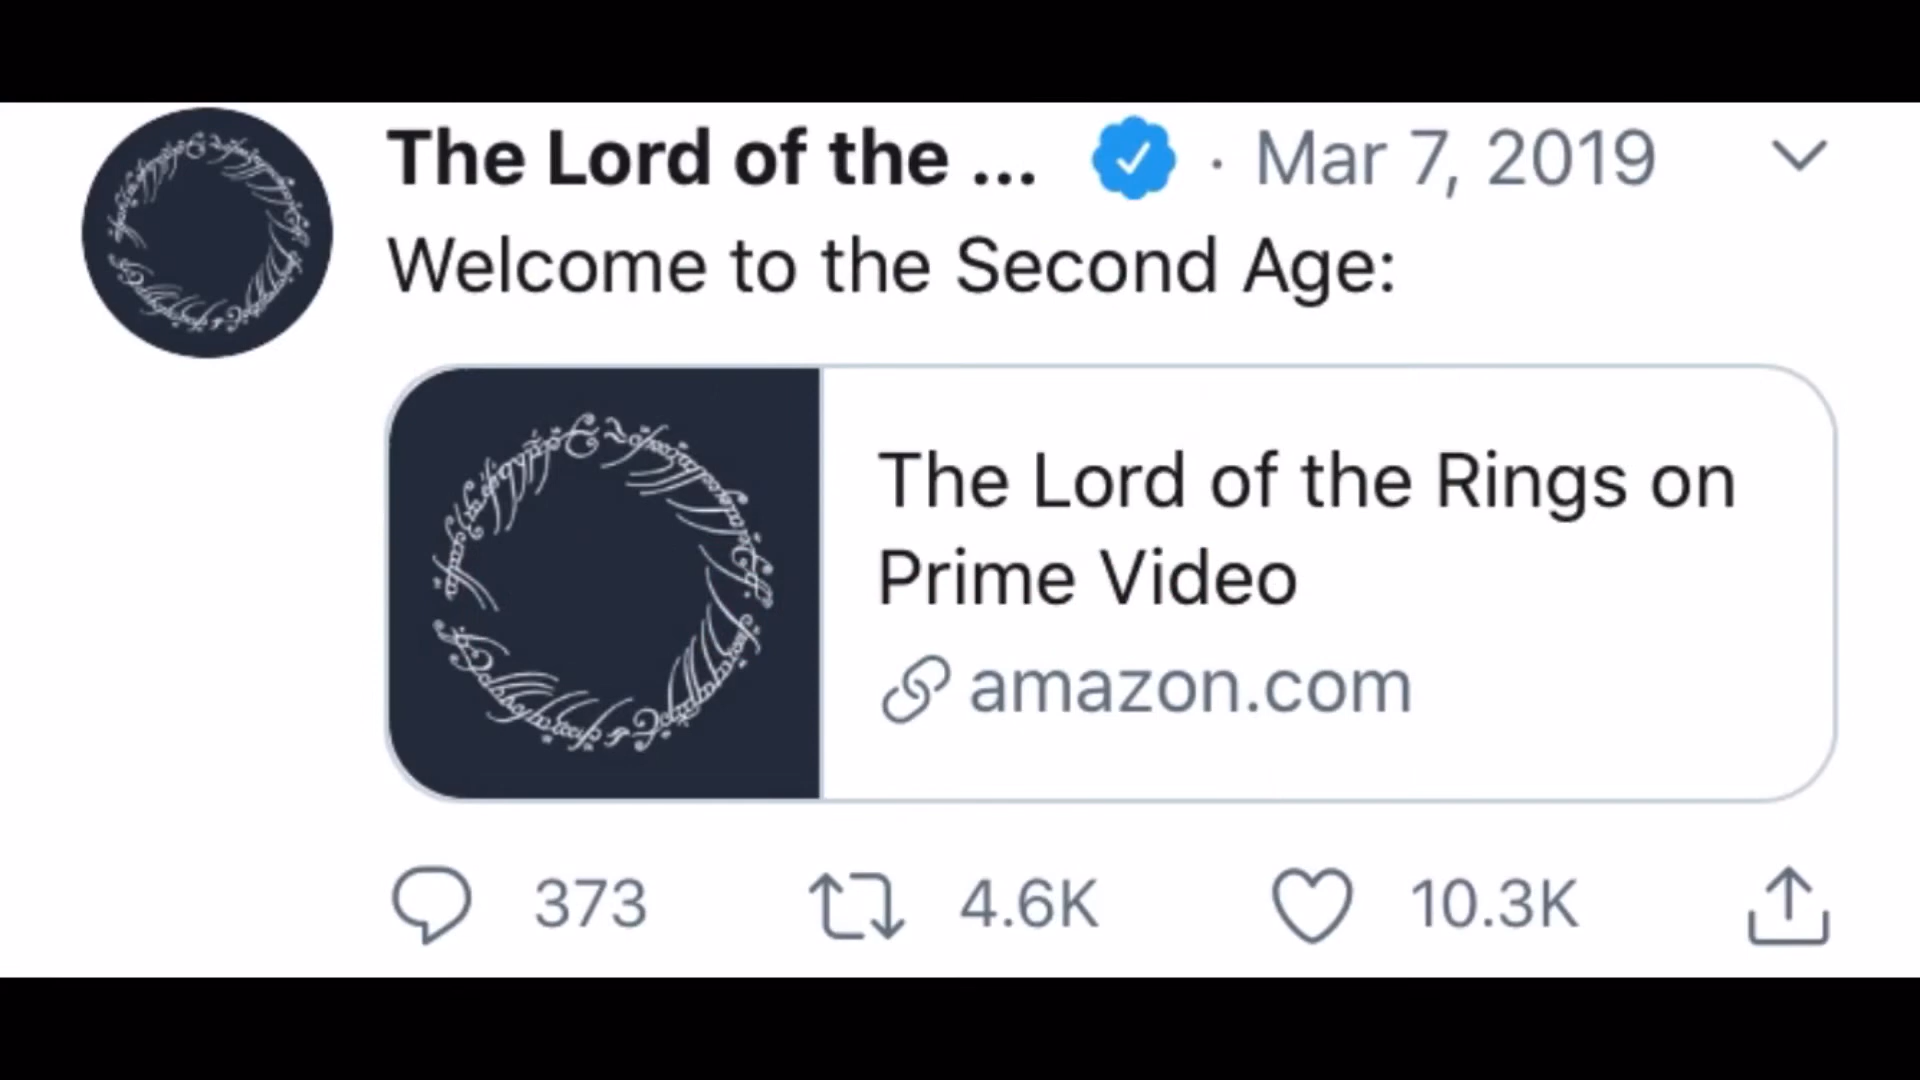 The Lord of the ... · Mar 7, 2019
Welcome to the Second Age:
The Lord of the Rings on
Prime Video
amazon.com
373 4.6K 10.3K